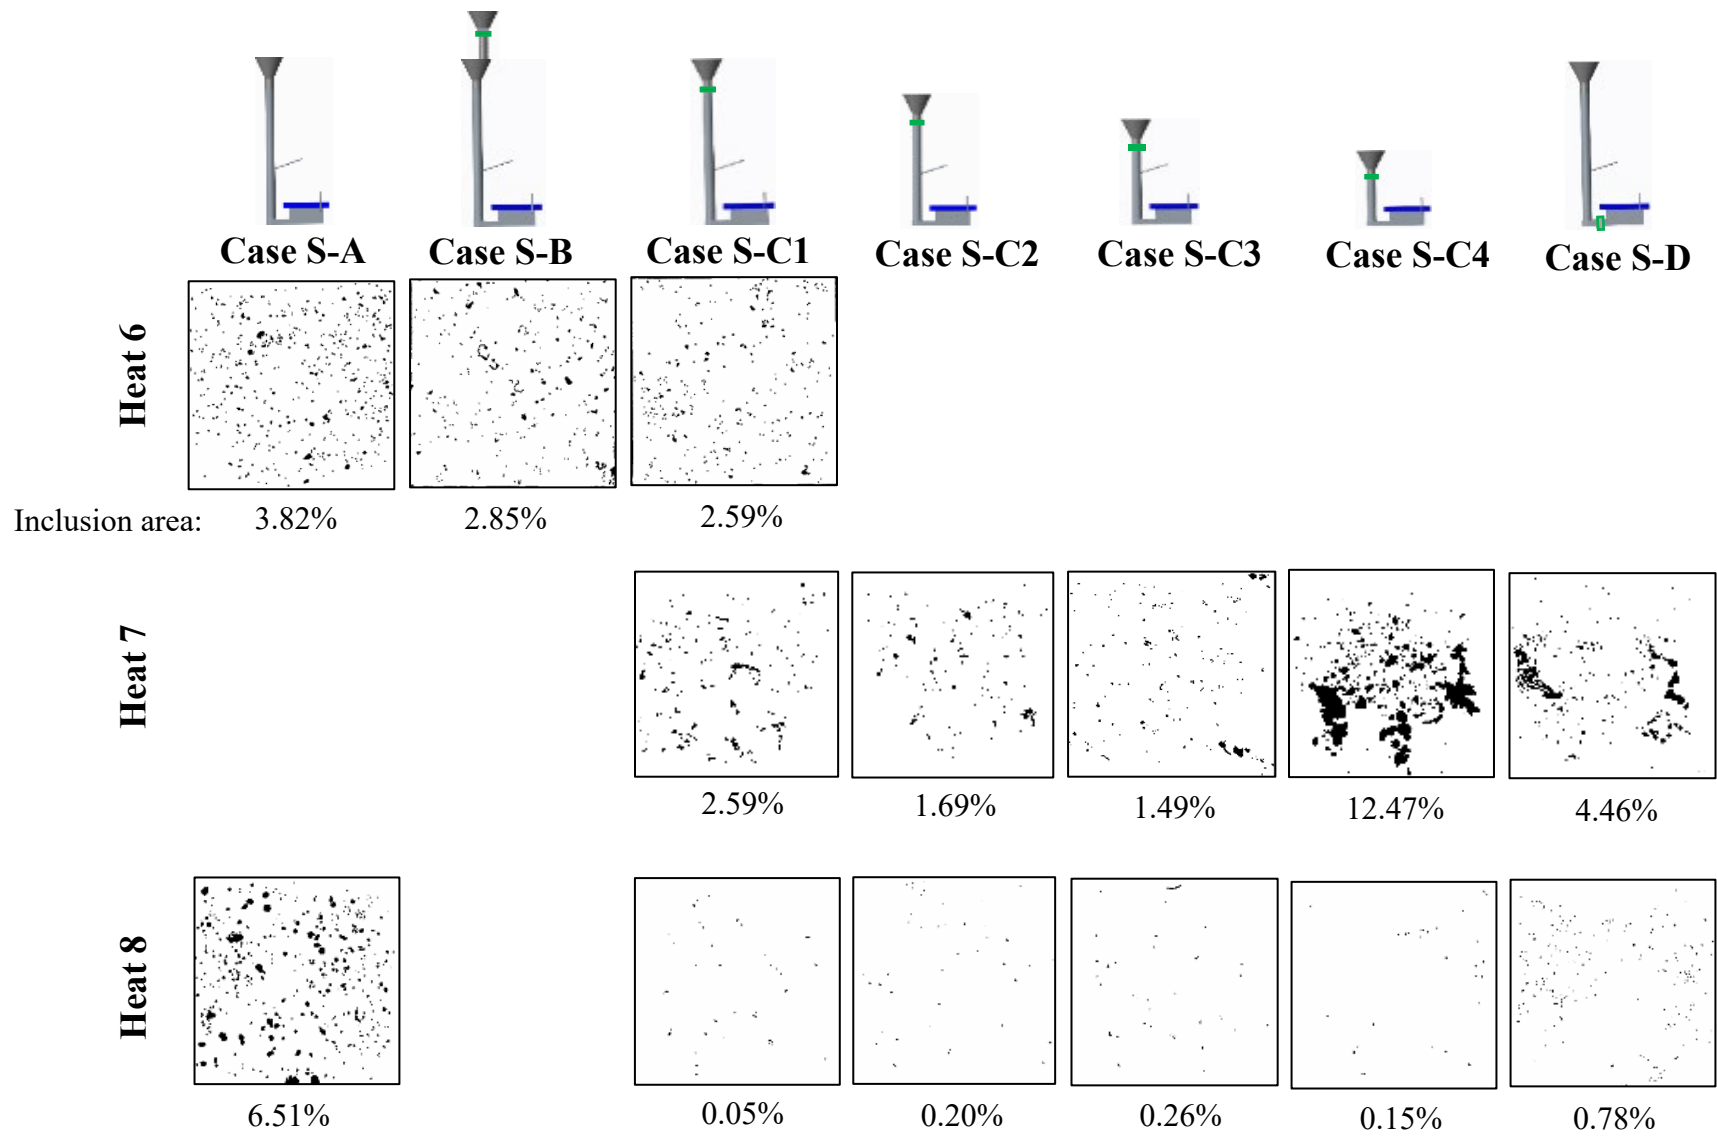 Case S-A Case S-B Case S-C1 Case S-C2 Case S-C3 Case S-C4 Case S-D
Heat 6
Inclusion area: 3.82% 2.85% 2.59%
Heat 7
2.59% 1.69% 1.49% 12.47% 4.46%
Heat 8
6.51% 0.05% 0.20% 0.26% 0.15% 0.78%